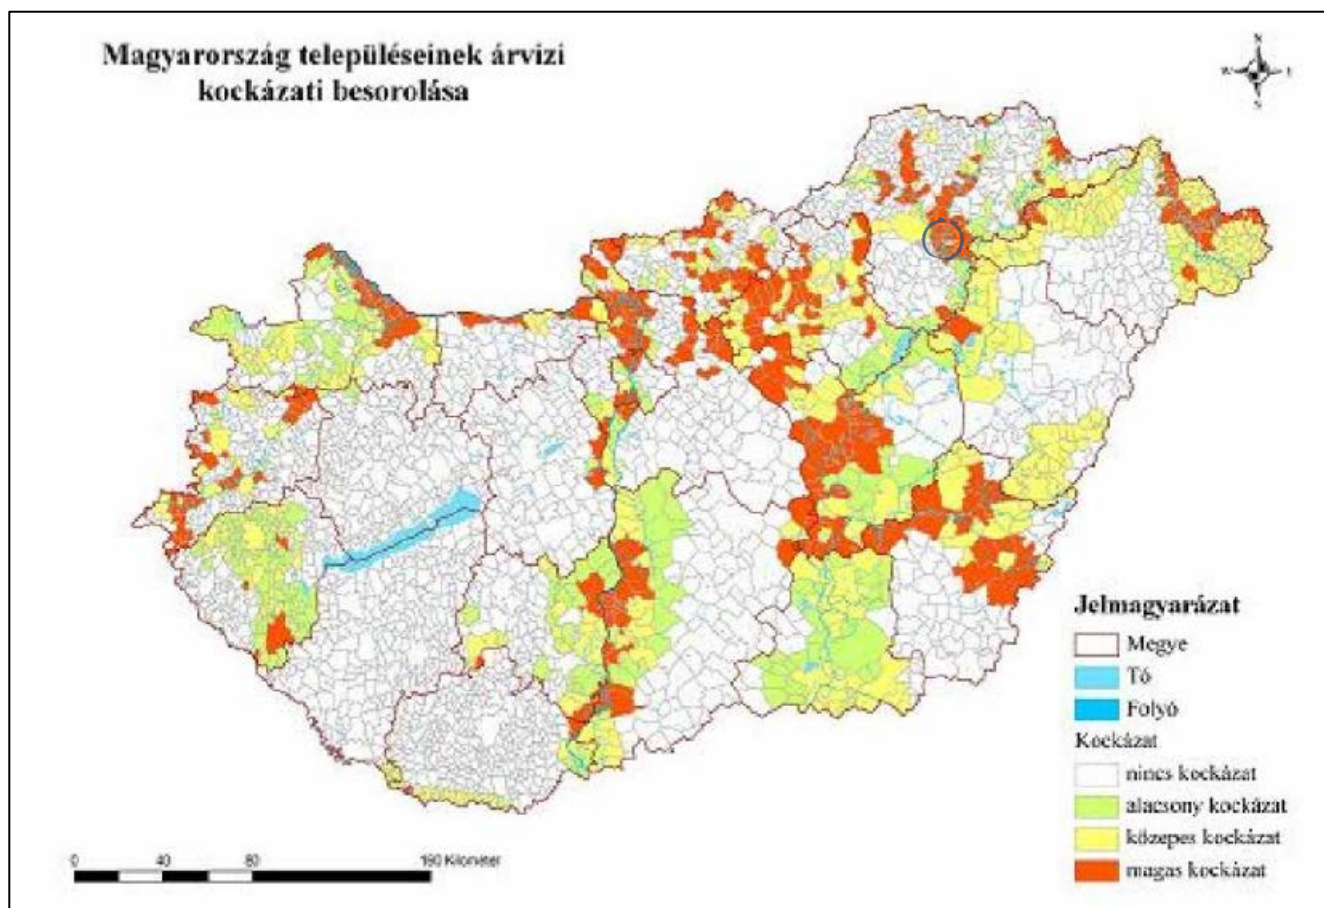 Magyarország településeinek árvízi
kockázati besorolása
N
W
E
S
Jelmagyarázat
Megye
Tó
Folyó
Kockázat
nincs kockázat
alacsony kockázat
közepes kockázat
magas kockázat
0 40 80 160 Kilométer